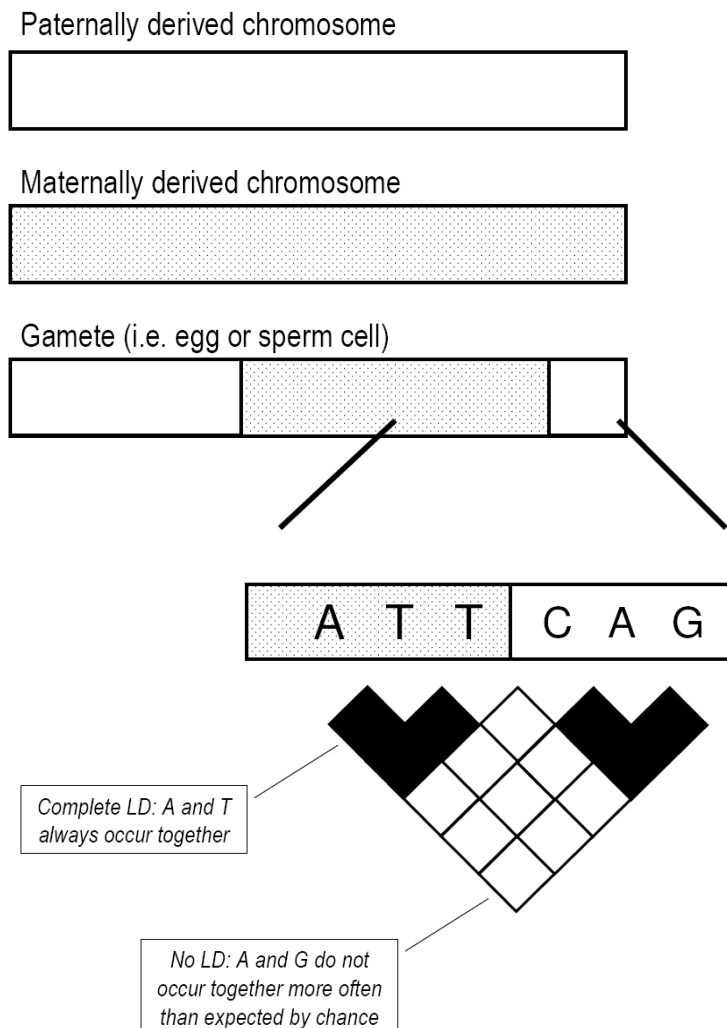 Paternally derived chromosome
Maternally derived chromosome
Gamete (i.e. egg or sperm cell)
A T T C A G
Complete LD: A and T
always occur together
No LD: A and G do not
occur together more often
than expected by chance